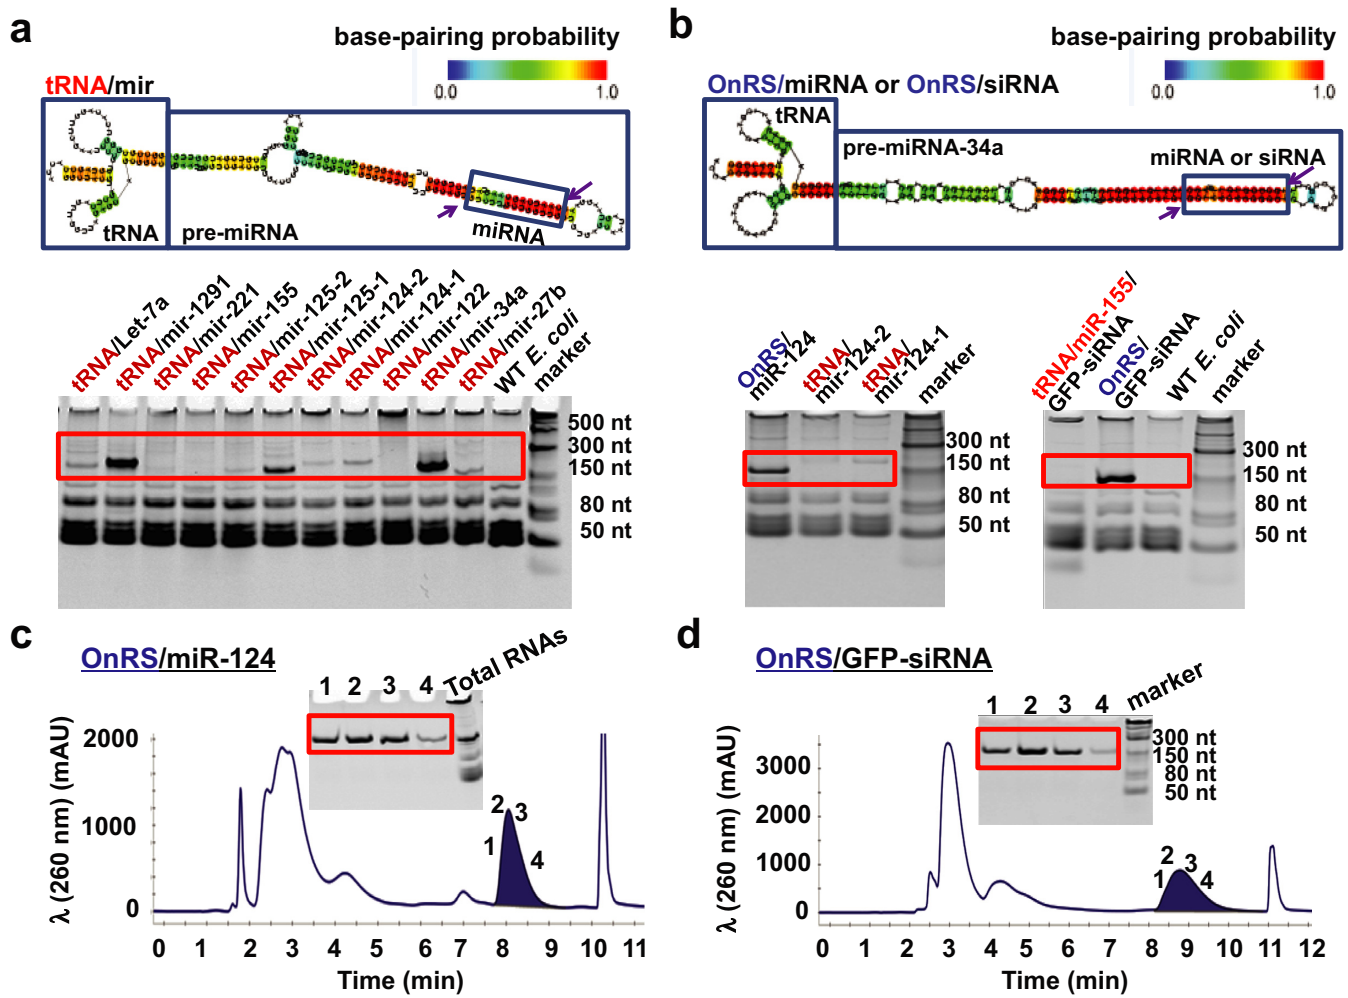 a
base-pairing probability
0.0
1.0
tRNA/mir
tRNA
pre-miRNA
miRNA
tRNA/Let-7a
tRNA/mir-1291
tRNA/mir-221
tRNA/mir-155
tRNA/mir-125-2
tRNA/mir-125-1
tRNA/mir-124-2
tRNA/mir-124-1
tRNA/mir-122
tRNA/mir-34a
tRNA/mir-27b
WT E. coli
marker
500 nt
300 nt
150 nt
80 nt
50 nt
b
base-pairing probability
0.0
1.0
OnRS/miRNA or OnRS/siRNA
tRNA
pre-miRNA-34a
miRNA or siRNA
OnRS/
miR-124
tRNA/
mir-124-2
tRNA/
mir-124-1
marker
300 nt
150 nt
80 nt
50 nt
tRNA/miR-155/
GFP-siRNA
OnRS/
GFP-siRNA
WT E. coli
marker
300 nt
150 nt
80 nt
50 nt
c
OnRS/miR-124
1 2 3 4 Total RNAs
λ (260 nm) (mAU)
2000
1000
0
1
2
3
4
0 1 2 3 4 5 6 7 8 9 10 11
Time (min)
d
OnRS/GFP-siRNA
1 2 3 4 marker
300 nt
150 nt
80 nt
50 nt
λ (260 nm) (mAU)
3000
2000
1000
0
1
2
3
4
0 1 2 3 4 5 6 7 8 9 10 11 12
Time (min)